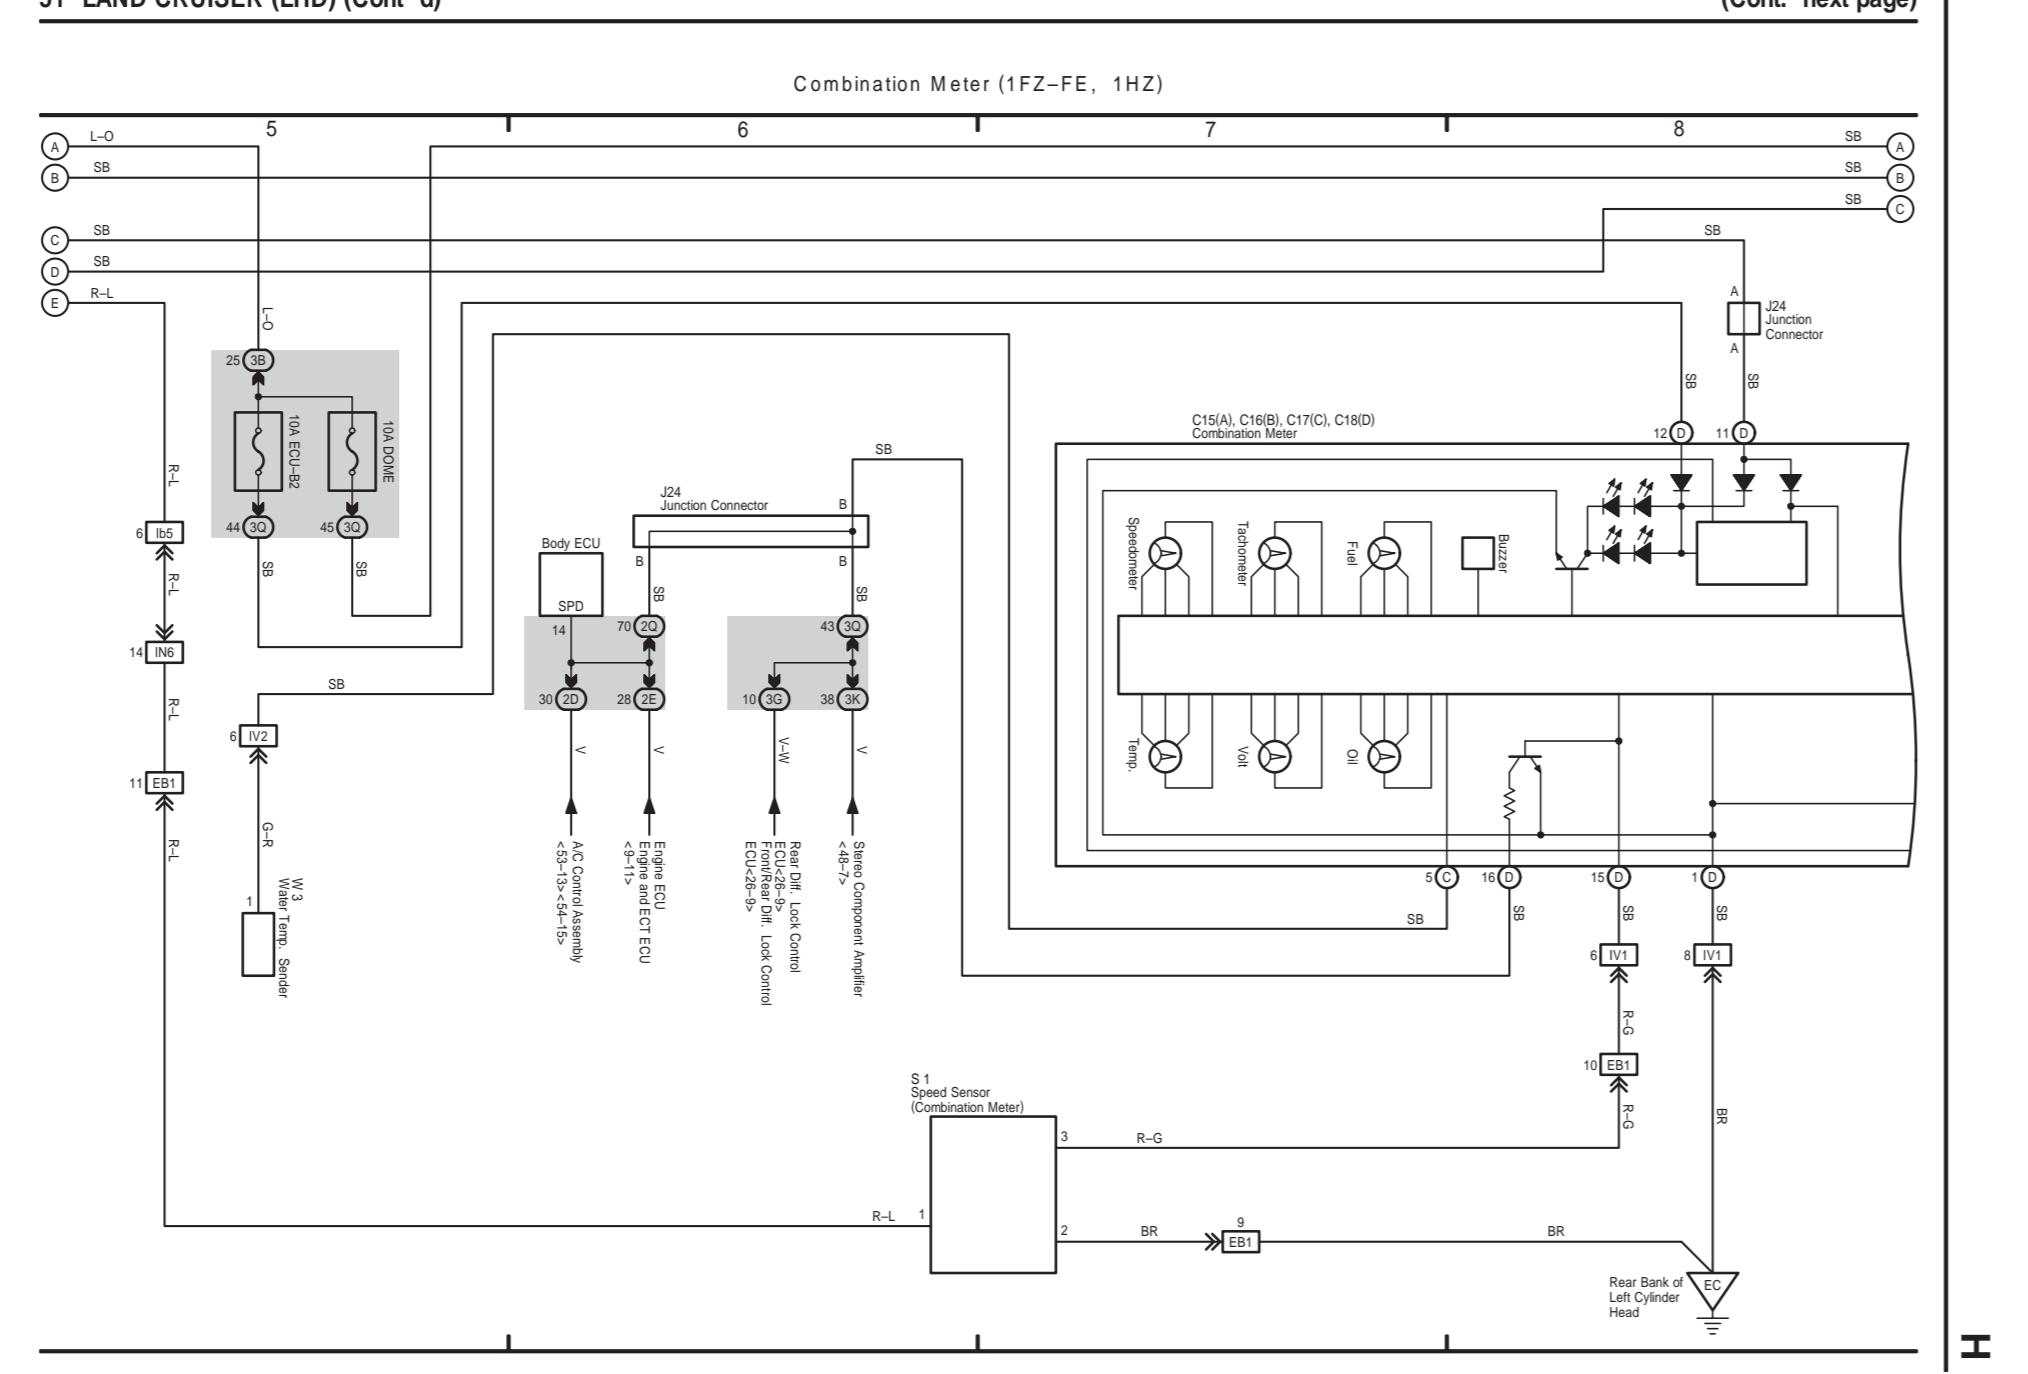 51 LAND CRUISER (LHD) (Cont' d)
(Cont. next page)
Combination Meter (1FZ–FE, 1HZ)
5
6
7
8
A
L–O
SB
A
B
SB
SB
B
SB
C
C
SB
SB
D
SB
E
R–L
L–O
A
J24
Junction
Connector
A
SB
SB
25
3B
10A ECU–B2
10A DOME
44
3Q
45
3Q
SB
SB
R–L
6
Ib5
R–L
14
IN6
R–L
11
EB1
R–L
SB
6
IV2
G–R
W 3
Water Temp. Sender
1
J24
Junction Connector
B
SB
B
B
SB
SB
Body ECU
SPD
14
70
2Q
30
2D
28
2E
43
3Q
10
3G
38
3K
V
V
V–W
V
A/C Control Assembly
<53–13><54–15>
Engine ECU
Engine and ECT ECU
<9–11>
Rear Diff. Lock Control
ECU<26–9>
Front/Rear Diff. Lock Control
ECU<26–9>
Stereo Component Amplifier
<48–7>
C15(A), C16(B), C17(C), C18(D)
Combination Meter
12
D
11
D
Speedometer
Tachometer
Fuel
Buzzer
Temp.
Volt
Oil
5
C
16
D
15
D
1
D
SB
SB
SB
SB
6
IV1
8
IV1
R–G
10
EB1
R–G
BR
S 1
Speed Sensor
(Combination Meter)
3
R–G
R–L
1
2
BR
9
EB1
BR
Rear Bank of
Left Cylinder
Head
EC
H